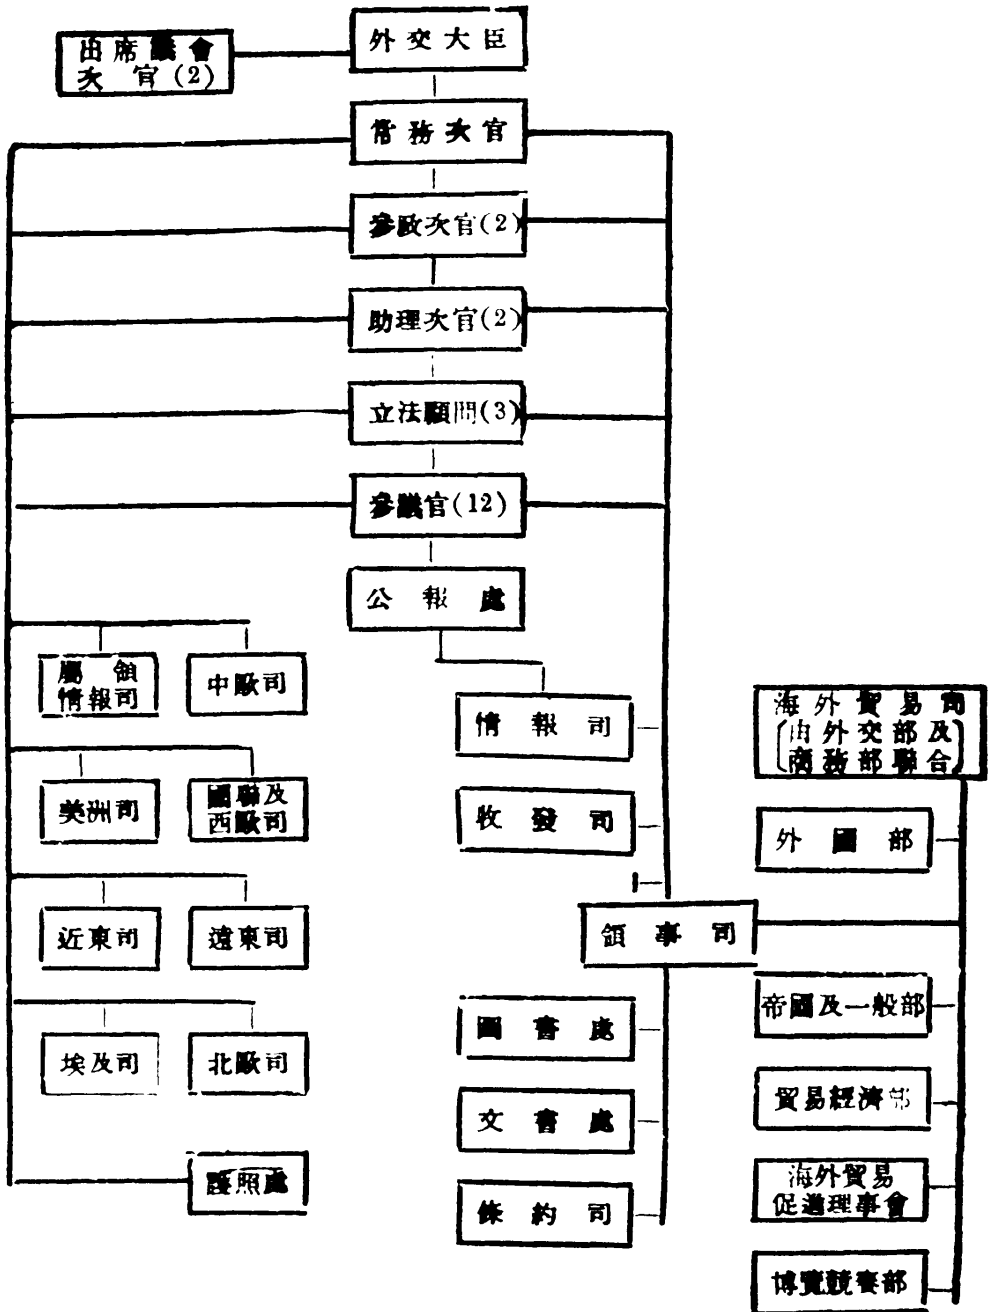 外交大臣
出席議會
次官(2)
常務次官
參政次官(2)
助理次官(2)
立法顧問(3)
參議官(12)
公報處
屬領
情報司
中歐司
情報司
海外貿易司
(由外交部及
商務部聯合)
美洲司
國聯及
西歐司
收發司
外國部
近東司
遠東司
領事司
帝國及一般部
圖書處
埃及司
北歐司
文書處
貿易經濟部
護照處
條約司
海外貿易
促進理事會
博覽競賽部